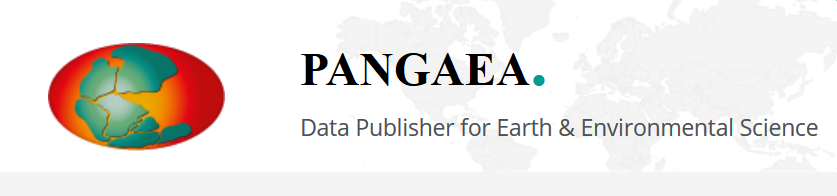 PANGAEA.
Data Publisher for Earth & Environmental Science